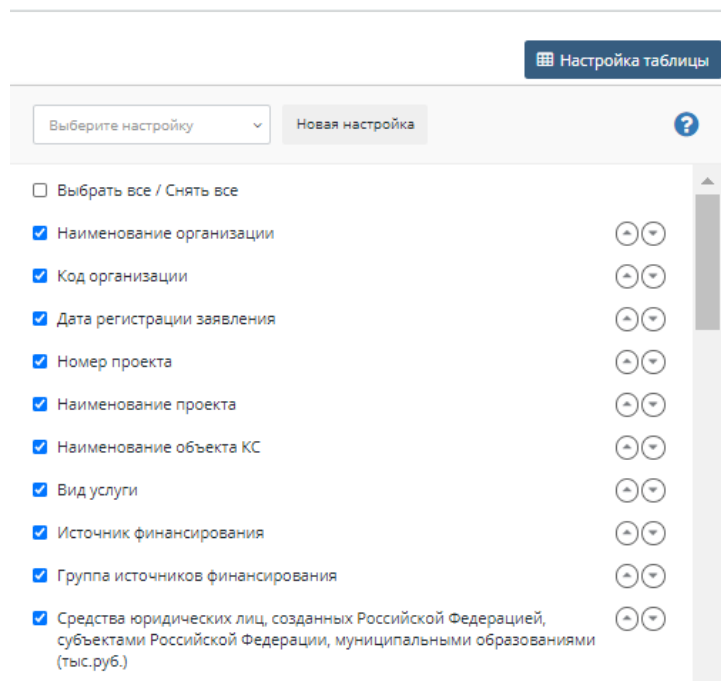 Настройка таблицы
Выберите настройку
Новая настройка
Выбрать все / Снять все
Наименование организации
Код организации
Дата регистрации заявления
Номер проекта
Наименование проекта
Наименование объекта КС
Вид услуги
Источник финансирования
Группа источников финансирования
Средства юридических лиц, созданных Российской Федерацией,
субъектами Российской Федерации, муниципальными образованиями
(тыс.руб.)